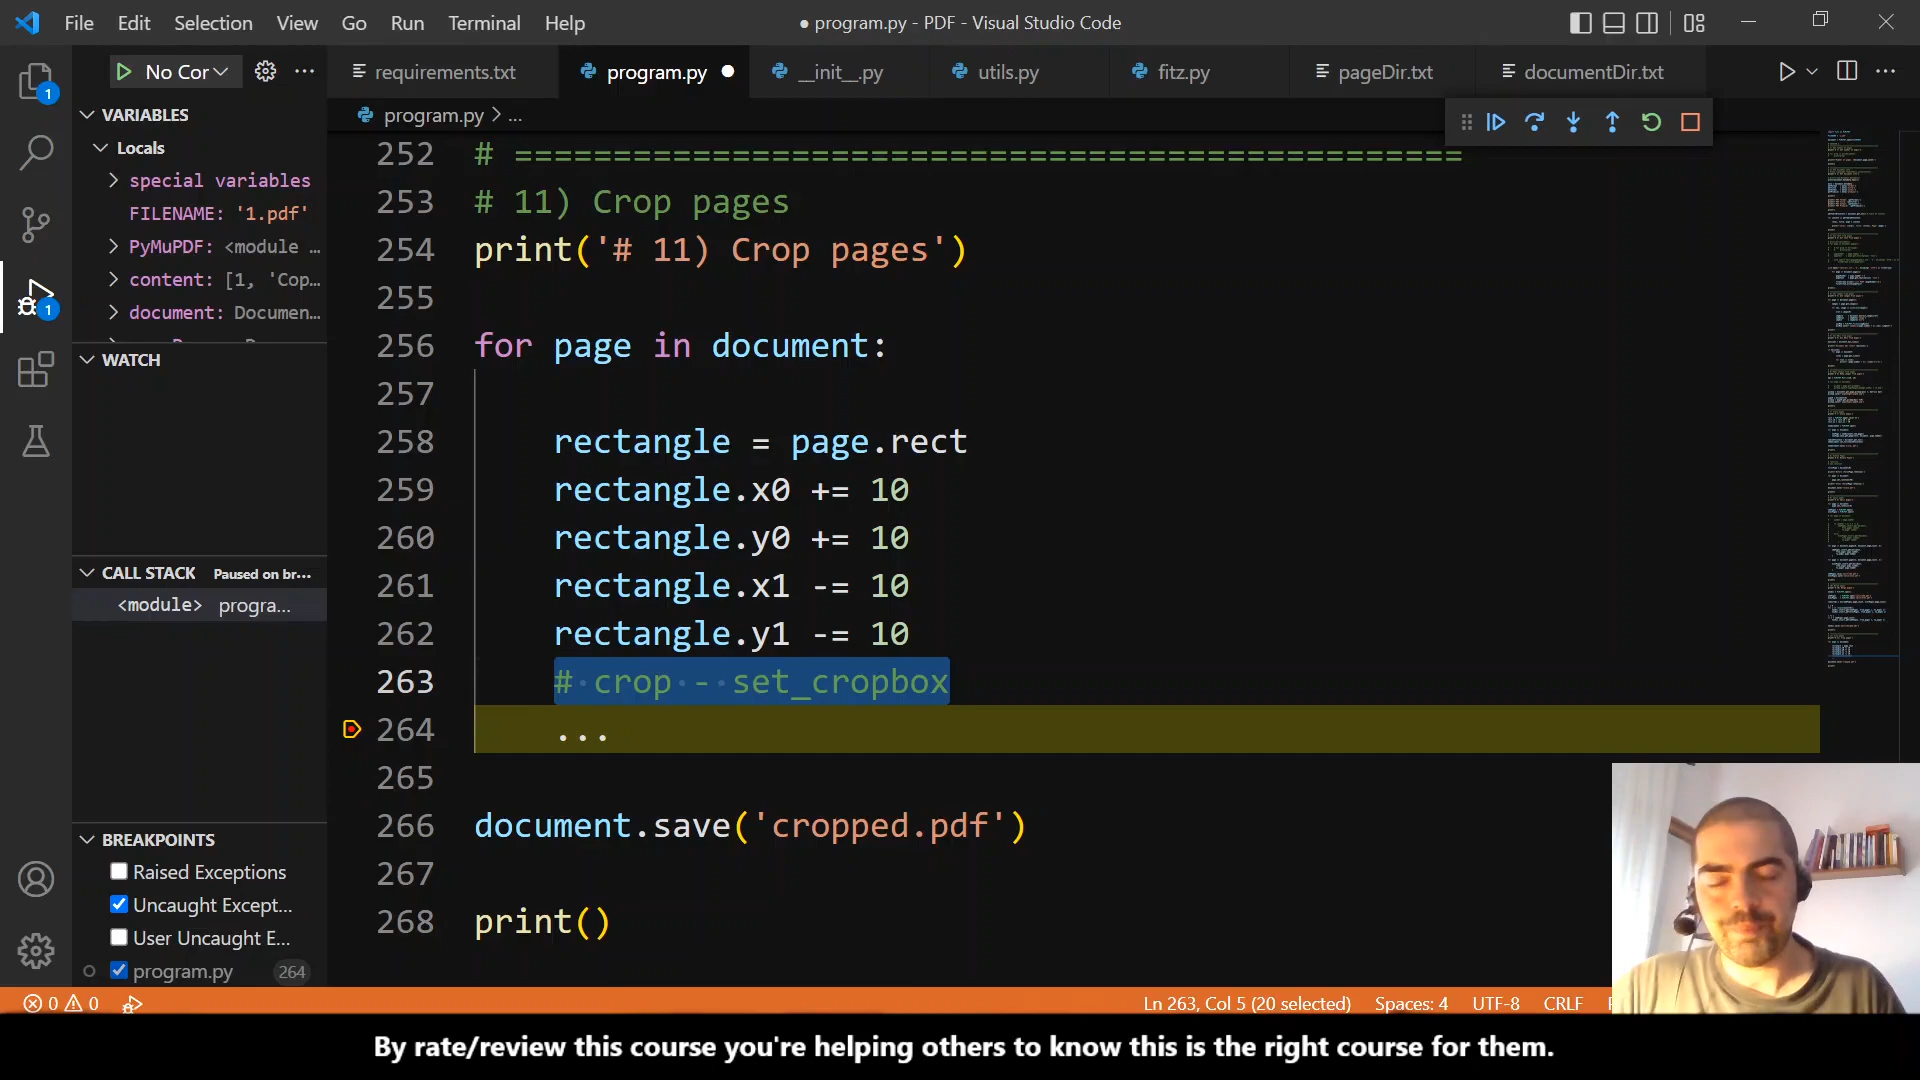 File Edit Selection View Go Run Terminal Help
● program.py - PDF - Visual Studio Code
No Cor
requirements.txt program.py __init__.py utils.py fitz.py pageDir.txt documentDir.txt
program.py > ...
VARIABLES
Locals
special variables
FILENAME: '1.pdf'
PyMuPDF: <module ...
content: [1, 'Cop...
document: Documen...
WATCH
CALL STACK Paused on br...
<module> progra...
BREAKPOINTS
Raised Exceptions
Uncaught Except...
User Uncaught E...
program.py 264
1
1
252 # ================================================
253 # 11) Crop pages
254 print('# 11) Crop pages')
255
256 for page in document:
257
258 rectangle = page.rect
259 rectangle.x0 += 10
260 rectangle.y0 += 10
261 rectangle.x1 -= 10
262 rectangle.y1 -= 10
263 # crop - set_cropbox
264 ...
265
266 document.save('cropped.pdf')
267
268 print()
0 0
Ln 263, Col 5 (20 selected) Spaces: 4 UTF-8 CRLF
By rate/review this course you're helping others to know this is the right course for them.